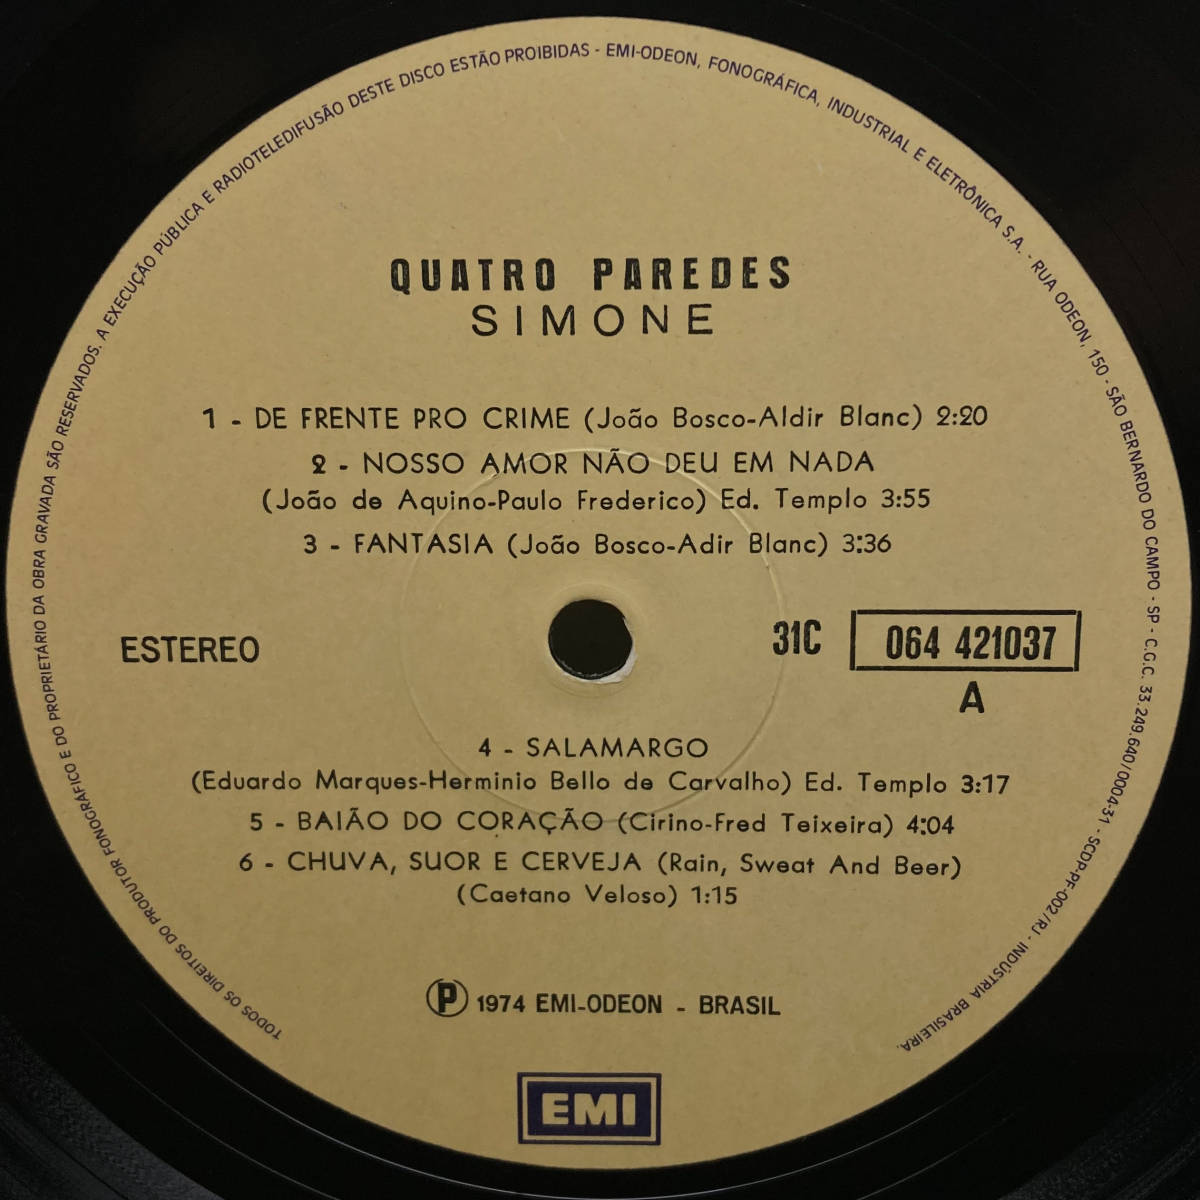 TODOS OS DIREITOS DO PRODUTOR FONOGRÁFICO E DO PROPRIETÁRIO DA OBRA GRAVADA SÃO RESERVADOS. A EXECUÇÃO PÚBLICA E RADIOTELEDIFUSÃO DESTE DISCO ESTÃO PROIBIDAS - EMI-ODEON, FONOGRÁFICA, INDUSTRIAL E ELETRÔNICA S.A. - RUA ODEON, 150 - SÃO BERNARDO DO CAMPO - SP - C.G.C. 33.249.640/0004-31 - SCDP-PF-002/RJ - INDÚSTRIA BRASILEIRA.
QUATRO PAREDES
SIMONE
1 - DE FRENTE PRO CRIME (João Bosco-Aldir Blanc) 2:20
2 - NOSSO AMOR NÃO DEU EM NADA
(João de Aquino-Paulo Frederico) Ed. Templo 3:55
3 - FANTASIA (João Bosco-Adir Blanc) 3:36
ESTEREO
31C 064 421037
A
4 - SALAMARGO
(Eduardo Marques-Herminio Bello de Carvalho) Ed. Templo 3:17
5 - BAIÃO DO CORAÇÃO (Cirino-Fred Teixeira) 4:04
6 - CHUVA, SUOR E CERVEJA (Rain, Sweat And Beer)
(Caetano Veloso) 1:15
Ⓟ 1974 EMI-ODEON - BRASIL
EMI